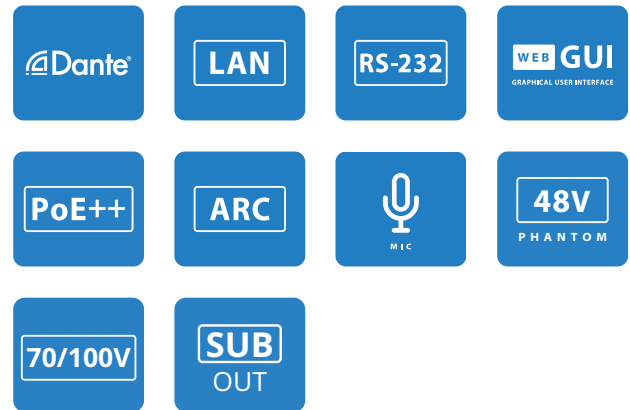 Dante®
LAN
RS-232
WEB GUI
GRAPHICAL USER INTERFACE
PoE++
ARC
MIC
48V
PHANTOM
70/100V
SUB
OUT